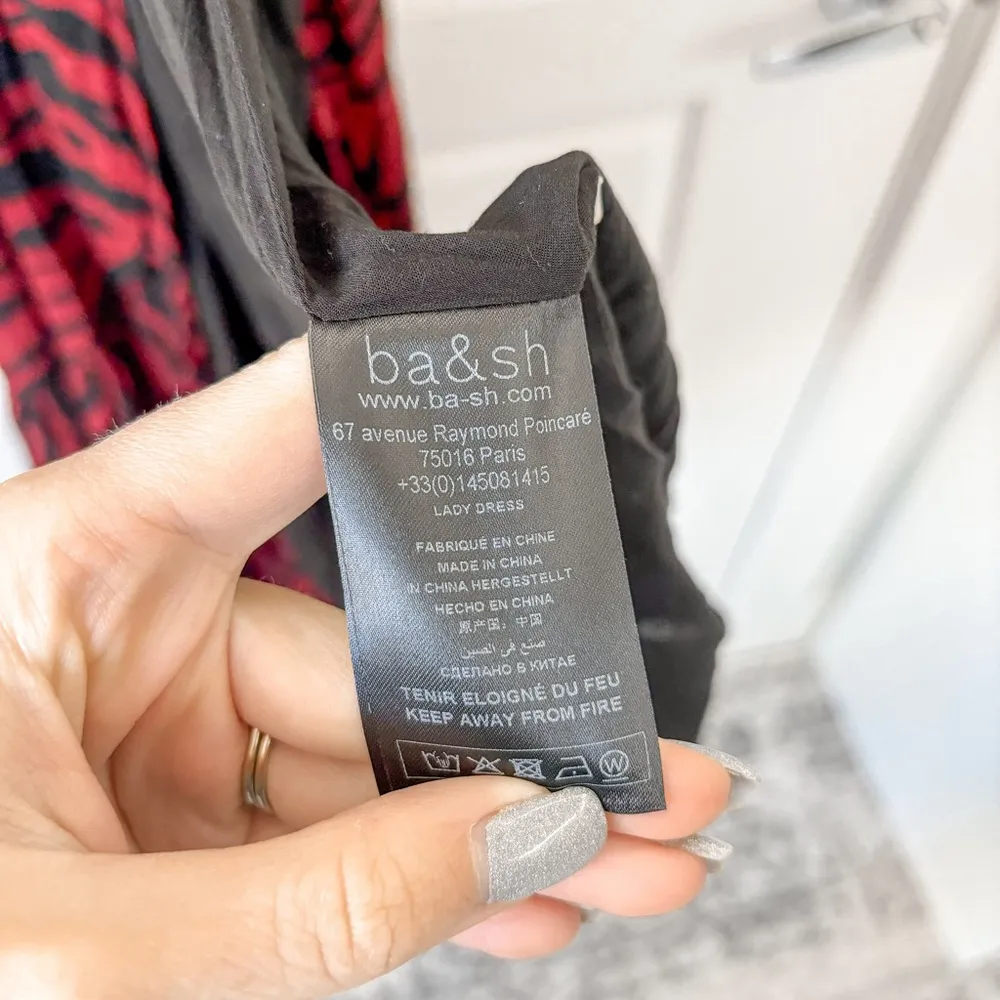 ba&sh
www.ba-sh.com
67 avenue Raymond Poincaré
75016 Paris
+33(0)145081415
LADY DRESS
FABRIQUÉ EN CHINE
MADE IN CHINA
IN CHINA HERGESTELLT
HECHO EN CHINA
原产国: 中国
صنع في الصين
СДЕЛАНО В КИТАЕ
TENIR ELOIGNÉ DU FEU
KEEP AWAY FROM FIRE
W